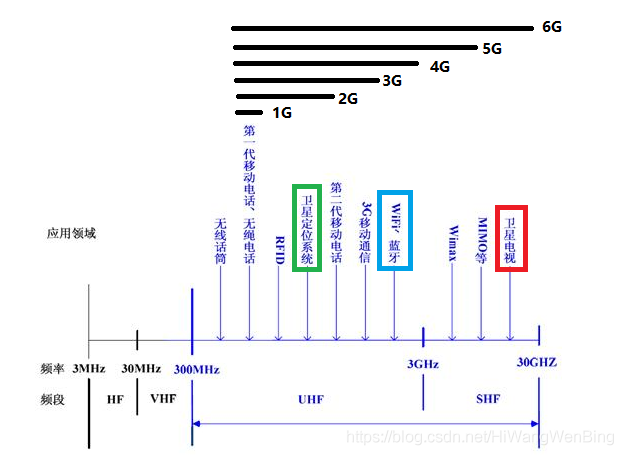 6G
5G
4G
3G
2G
1G
应用领域
无线话筒
第一代移动电话、无绳电话
RFID
卫星定位系统
第二代移动电话
3G移动通信
WiFi、蓝牙
Wimax
MIMO等
卫星电视
频率 3MHz 30MHz 300MHz 3GHz 30GHZ
频段 HF VHF UHF SHF
https://blog.csdn.net/HiWangWenBing